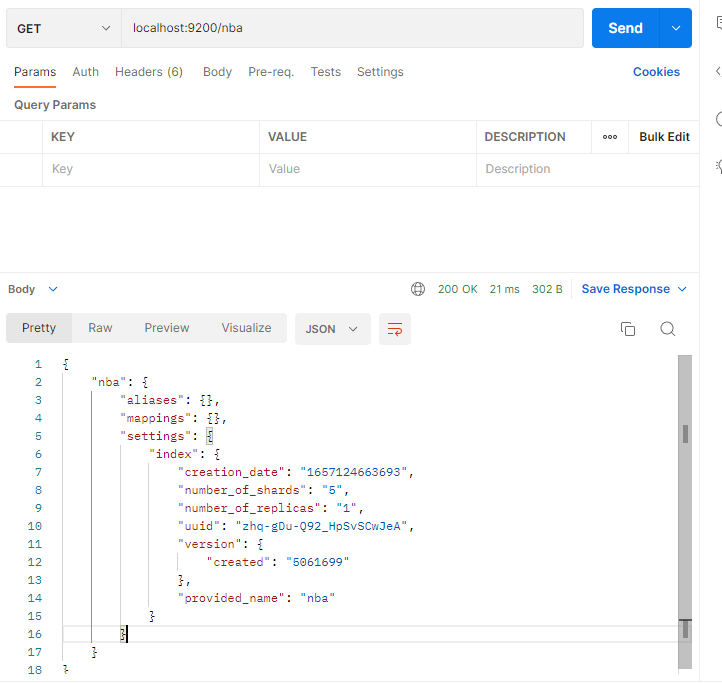 GET localhost:9200/nba Send
Params Auth Headers (6) Body Pre-req. Tests Settings Cookies
Query Params
KEY VALUE DESCRIPTION ooo Bulk Edit
Key Value Description
Body 200 OK 21 ms 302 B Save Response
Pretty Raw Preview Visualize JSON
1 {
2 "nba": {
3 "aliases": {},
4 "mappings": {},
5 "settings": {
6 "index": {
7 "creation_date": "1657124663693",
8 "number_of_shards": "5",
9 "number_of_replicas": "1",
10 "uuid": "zhq-gDu-Q92_HpSvSCwJeA",
11 "version": {
12 "created": "5061699"
13 },
14 "provided_name": "nba"
15 }
16 }
17 }
18 }